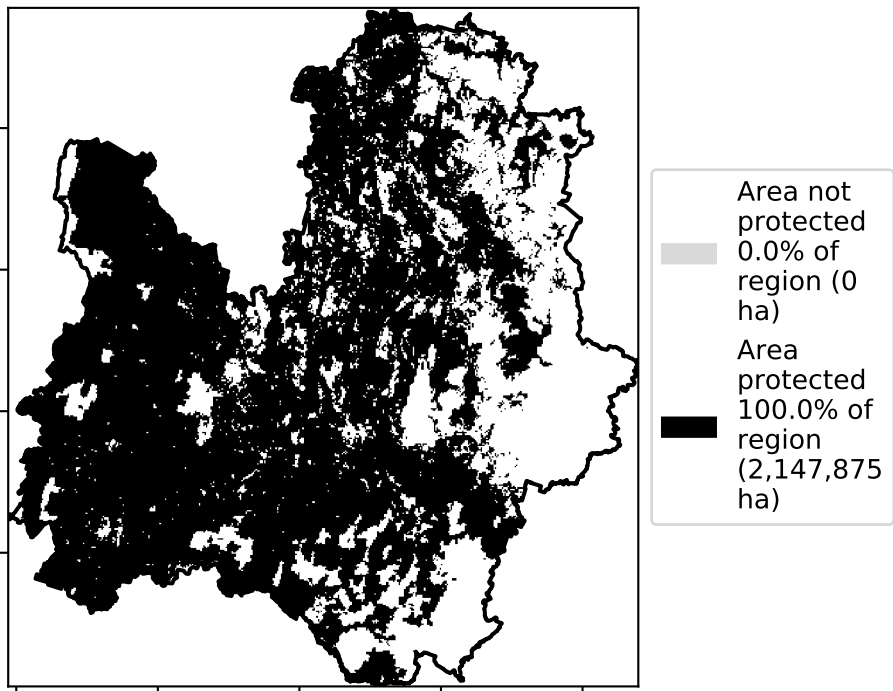 Area not
protected
0.0% of
region (0
ha)
Area
protected
100.0% of
region
(2,147,875
ha)